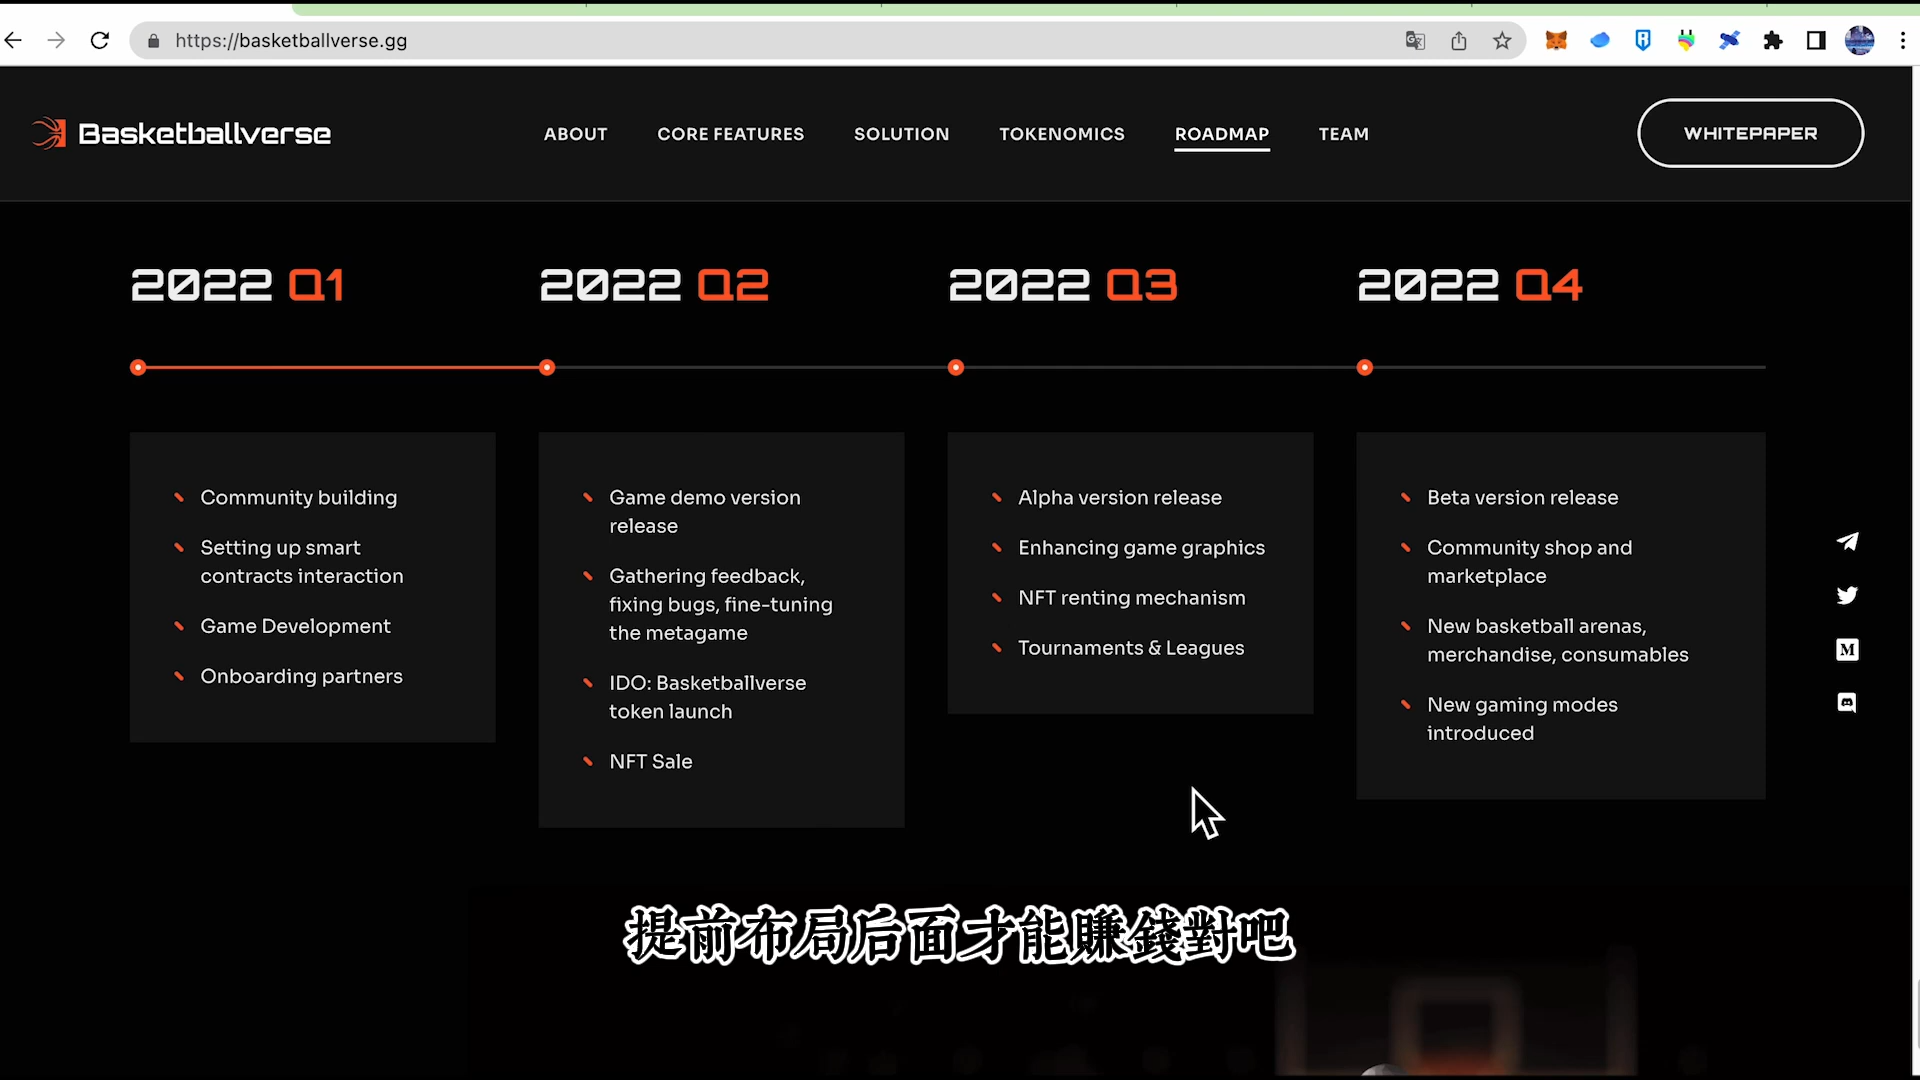 https://basketballverse.gg
Basketballverse
ABOUT
CORE FEATURES
SOLUTION
TOKENOMICS
ROADMAP
TEAM
WHITEPAPER
2022 Q1
2022 Q2
2022 Q3
2022 Q4
Community building
Setting up smart
contracts interaction
Game Development
Onboarding partners
Game demo version
release
Gathering feedback,
fixing bugs, fine-tuning
the metagame
IDO: Basketballverse
token launch
NFT Sale
Alpha version release
Enhancing game graphics
NFT renting mechanism
Tournaments & Leagues
Beta version release
Community shop and
marketplace
New basketball arenas,
merchandise, consumables
New gaming modes
introduced
提前布局后面才能賺錢對吧